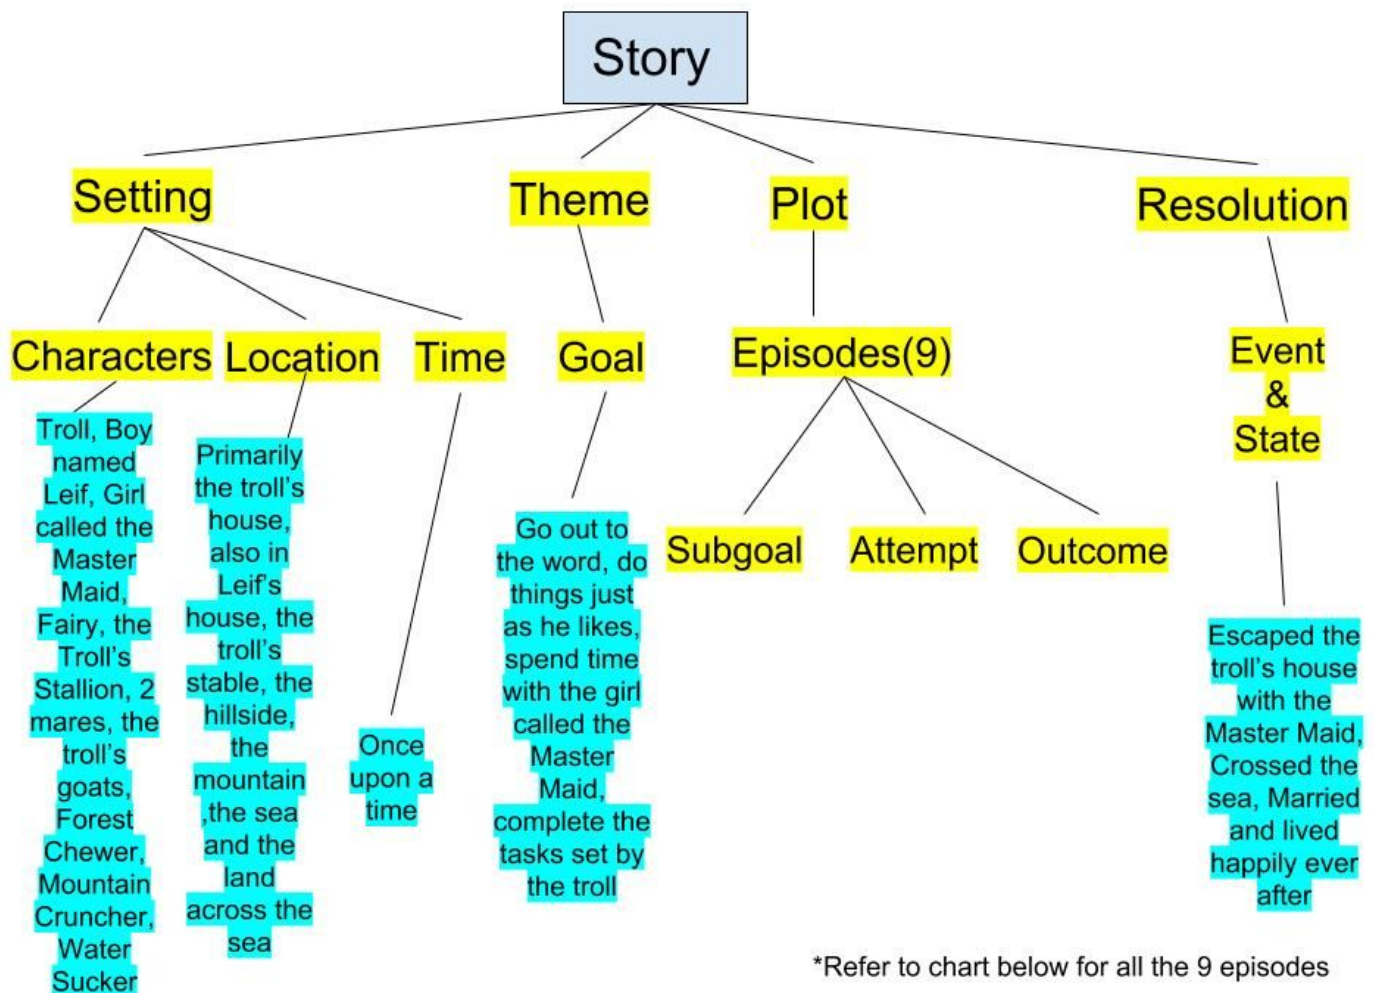 Story
Setting
Theme
Plot
Resolution
Characters
Location
Time
Goal
Episodes(9)
Event
&
State
Troll, Boy
named
Leif, Girl
called the
Master
Maid,
Fairy, the
Troll's
Stallion, 2
mares, the
troll's
goats,
Forest
Chewer,
Mountain
Cruncher,
Water
Sucker
Primarily
the troll's
house,
also in
Leif's
house, the
troll's
stable, the
hillside,
the
mountain
,the sea
and the
land
across the
sea
Once
upon a
time
Go out to
the word, do
things just
as he likes,
spend time
with the girl
called the
Master
Maid,
complete the
tasks set by
the troll
Subgoal
Attempt
Outcome
Escaped the
troll's house
with the
Master Maid,
Crossed the
sea, Married
and lived
happily ever
after
*Refer to chart below for all the 9 episodes